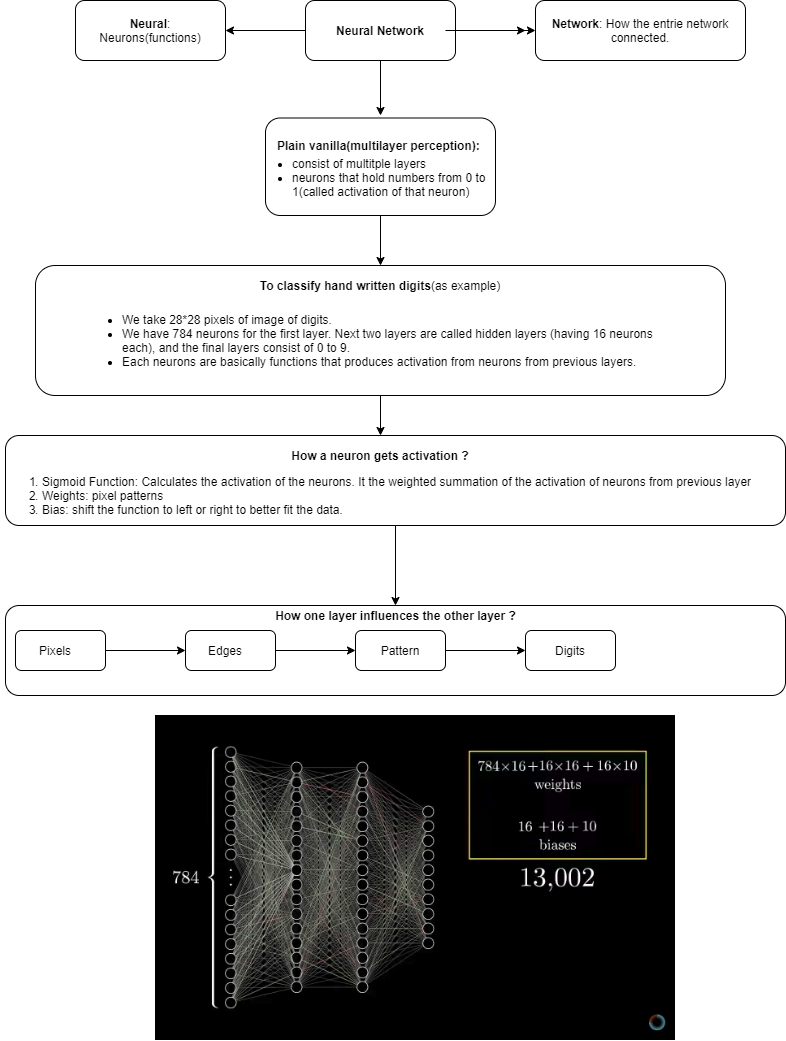 Neural:
Neurons(functions)
Neural Network
Network: How the entrie network
connected.
Plain vanilla(multilayer perception):
• consist of multitple layers
• neurons that hold numbers from 0 to
1(called activation of that neuron)
To classify hand written digits(as example)
• We take 28*28 pixels of image of digits.
• We have 784 neurons for the first layer. Next two layers are called hidden layers (having 16 neurons
each), and the final layers consist of 0 to 9.
• Each neurons are basically functions that produces activation from neurons from previous layers.
How a neuron gets activation ?
1. Sigmoid Function: Calculates the activation of the neurons. It the weighted summation of the activation of neurons from previous layer
2. Weights: pixel patterns
3. Bias: shift the function to left or right to better fit the data.
How one layer influences the other layer ?
Pixels
Edges
Pattern
Digits
784
784×16+16×16 + 16×10
weights
16 +16 + 10
biases
13,002